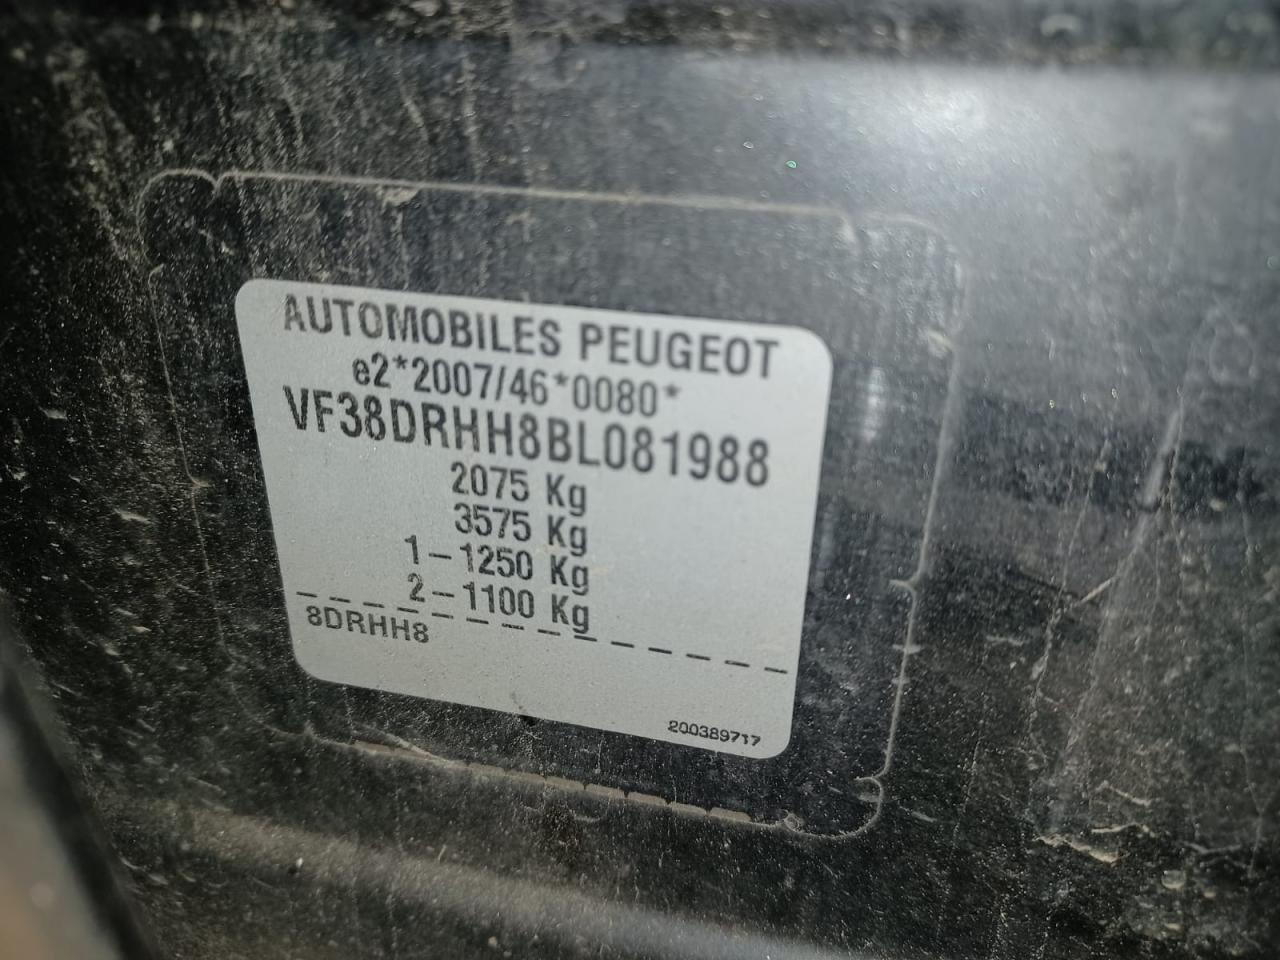 AUTOMOBILES PEUGEOT
e2*2007/46*0080*
VF38DRHH8BL081988
2075 Kg
3575 Kg
1-1250 Kg
2-1100 Kg
8DRHH8
200389717